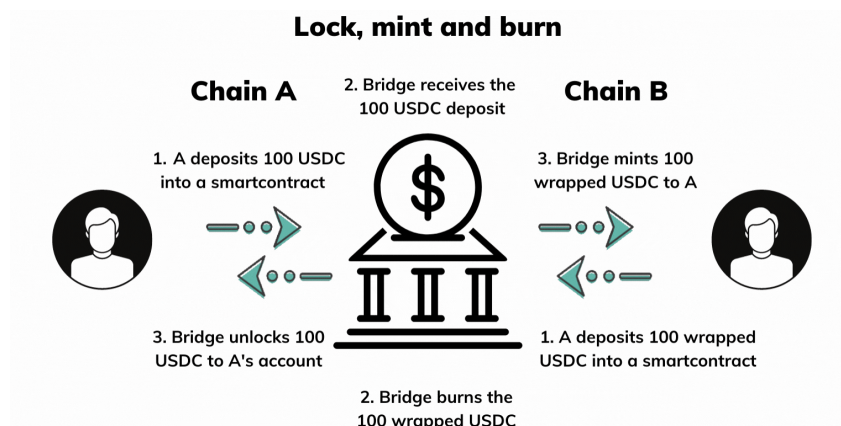 Lock, mint and burn
Chain A
2. Bridge receives the
100 USDC deposit
Chain B
1. A deposits 100 USDC
into a smartcontract
3. Bridge mints 100
wrapped USDC to A
$
3. Bridge unlocks 100
USDC to A's account
1. A deposits 100 wrapped
USDC into a smartcontract
2. Bridge burns the
100 wrapped USDC